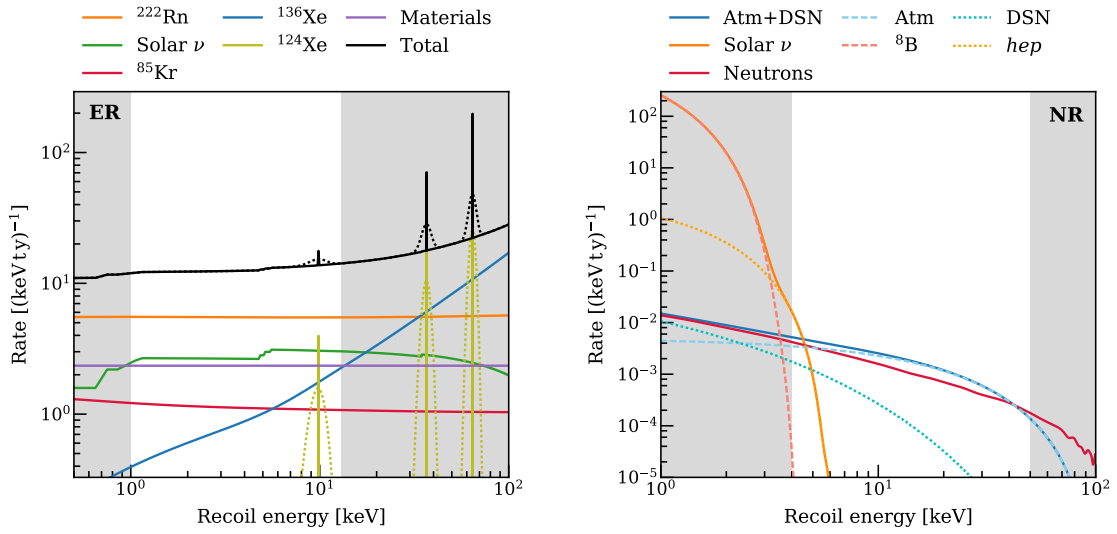 ²²²Rn ¹³⁶Xe Materials
Solar ν ¹²⁴Xe Total
⁸⁵Kr
ER
10²
10¹
10⁰
Rate [(keV t y)⁻¹]
10⁰ 10¹ 10²
Recoil energy [keV]
Atm+DSN Atm DSN
Solar ν ⁸B hep
Neutrons
NR
10²
10¹
10⁰
10⁻¹
10⁻²
10⁻³
10⁻⁴
10⁻⁵
Rate [(keV t y)⁻¹]
10⁰ 10¹ 10²
Recoil energy [keV]